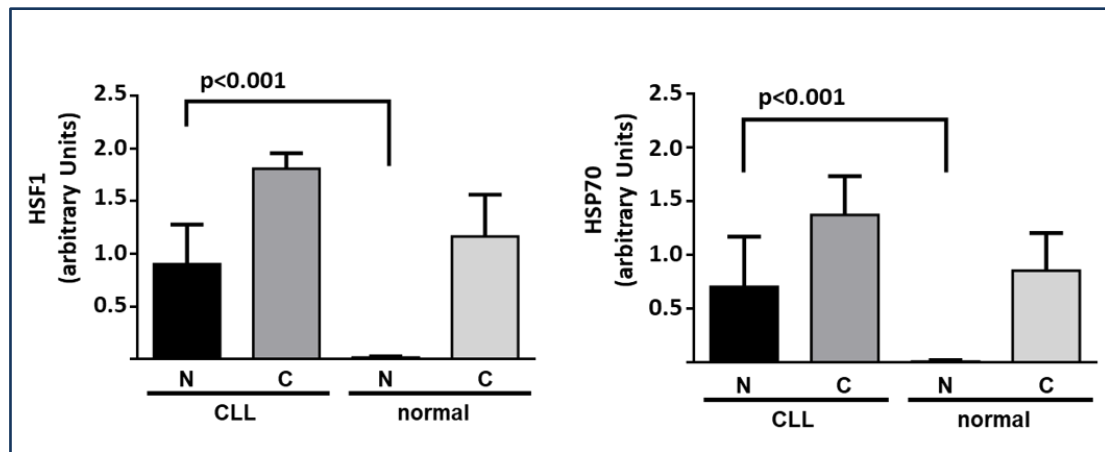 p<0.001
HSF1
(arbitrary Units)
2.5
2.0
1.5
1.0
0.5
N C N C
CLL normal
p<0.001
HSP70
(arbitrary Units)
2.5
2.0
1.5
1.0
0.5
N C N C
CLL normal